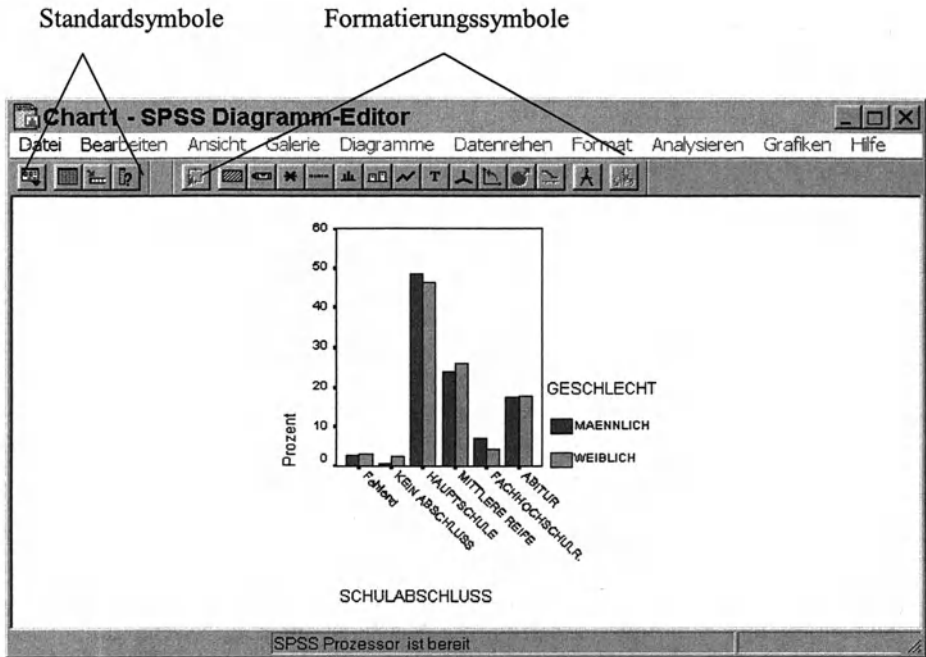 Standardsymbole Formatierungssymbole
Chart1 - SPSS Diagramm-Editor
Datei Bearbeiten Ansicht Galerie Diagramme Datenreihen Format Analysieren Grafiken Hilfe
60
50
40
30
20
10
0
Prozent
Fehlend
KEIN ABSCHLUSS
HAUPTSCHULE
MITTLERE REIFE
FACHHOCHSCHULR.
ABITUR
SCHULABSCHLUSS
GESCHLECHT
MAENNLICH
WEIBLICH
SPSS Prozessor ist bereit